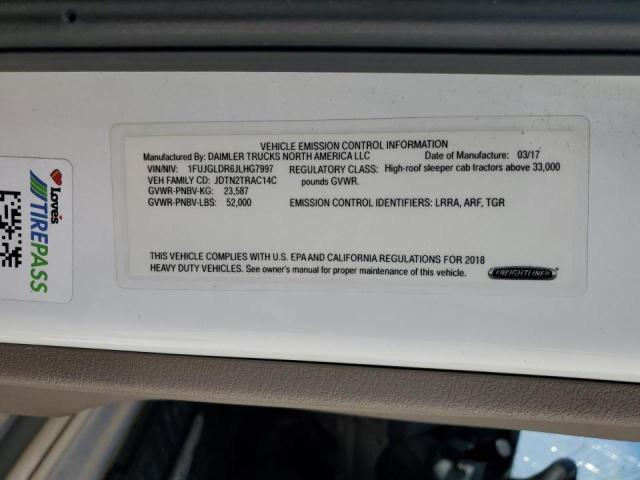 VEHICLE EMISSION CONTROL INFORMATION
Manufactured By: DAIMLER TRUCKS NORTH AMERICA LLC Date of Manufacture: 03/17
VIN/NIV: 1FUJGLDR6JLHG7997 REGULATORY CLASS: High-roof sleeper cab tractors above 33,000
VEH FAMILY CD: JDTN2TRAC14C pounds GVWR.
GVWR-PNBV-KG: 23,587
GVWR-PNBV-LBS: 52,000 EMISSION CONTROL IDENTIFIERS: LRRA, ARF, TGR
THIS VEHICLE COMPLIES WITH U.S. EPA AND CALIFORNIA REGULATIONS FOR 2018
HEAVY DUTY VEHICLES. See owner's manual for proper maintenance of this vehicle.
FREIGHTLINER
Love's
TIREPASS